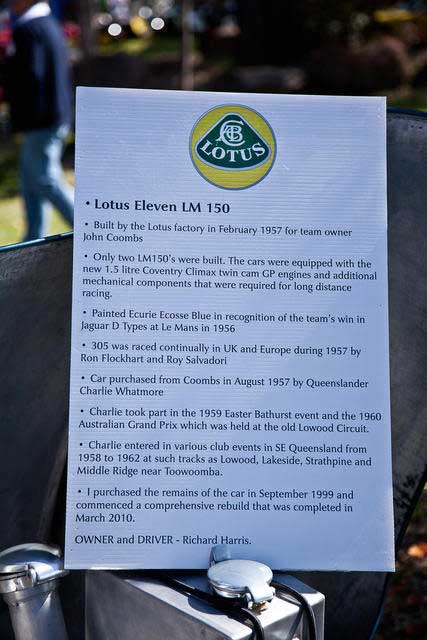 ACBC
LOTUS
• Lotus Eleven LM 150
• Built by the Lotus factory in February 1957 for team owner
John Coombs
• Only two LM150's were built. The cars were equipped with the
new 1.5 litre Coventry Climax twin cam GP engines and additional
mechanical components that were required for long distance
racing.
• Painted Ecurie Ecosse Blue in recognition of the team's win in
Jaguar D Types at Le Mans in 1956
• 305 was raced continually in UK and Europe during 1957 by
Ron Flockhart and Roy Salvadori
• Car purchased from Coombs in August 1957 by Queenslander
Charlie Whatmore
• Charlie took part in the 1959 Easter Bathurst event and the 1960
Australian Grand Prix which was held at the old Lowood Circuit.
• Charlie entered in various club events in SE Queensland from
1958 to 1962 at such tracks as Lowood, Lakeside, Strathpine and
Middle Ridge near Toowoomba.
• I purchased the remains of the car in September 1999 and
commenced a comprehensive rebuild that was completed in
March 2010.
OWNER and DRIVER - Richard Harris.